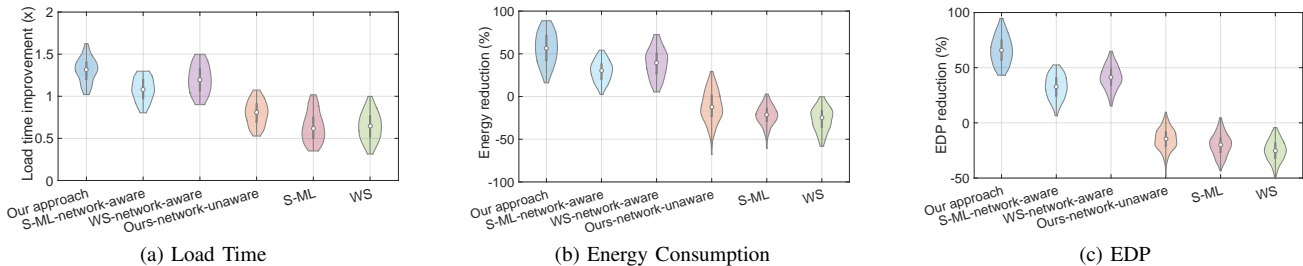 Load time improvement (x)
2
1.5
1
0.5
0
Our approach
S-ML-network-aware
WS-network-aware
Ours-network-unaware
S-ML
WS
(a) Load Time
Energy reduction (%)
100
50
0
-50
-100
Our approach
S-ML-network-aware
WS-network-aware
Ours-network-unaware
S-ML
WS
(b) Energy Consumption
EDP reduction (%)
100
50
0
-50
Our approach
S-ML-network-aware
WS-network-aware
Ours-network-unaware
S-ML
WS
(c) EDP